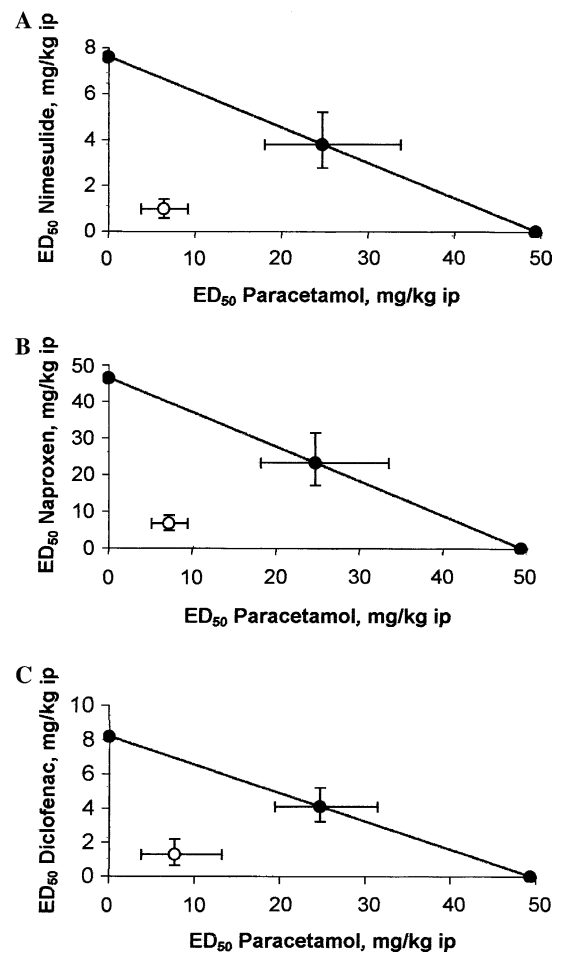 A
ED50 Nimesulide, mg/kg ip
8
6
4
2
0
0 10 20 30 40 50
ED50 Paracetamol, mg/kg ip
B
ED50 Naproxen, mg/kg ip
50
40
30
20
10
0
0 10 20 30 40 50
ED50 Paracetamol, mg/kg ip
C
ED50 Diclofenac, mg/kg ip
10
8
6
4
2
0
0 10 20 30 40 50
ED50 Paracetamol, mg/kg ip